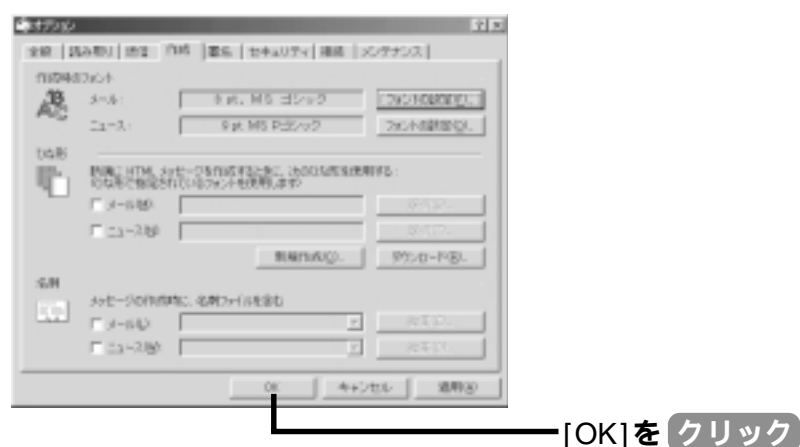 オプション
全般 読み取り 送信 作成 署名 セキュリティ 接続 メンテナンス
作成時のフォント
メール: 9 pt. MS ゴシック フォントの設定(F)...
ニュース: 9 pt. MS Pゴシック フォントの設定(O)...
ひな形
新規に HTML メッセージを作成するときに、次のひな形を使用する:
(ひな形で指定されているフォントを使用します)
メール(M):
ニュース(N):
新規作成(C)... ダウンロード(D)...
名刺
メッセージの作成時に、名刺ファイルを含む
メール(L):
ニュース(W):
OK キャンセル 適用(A)
[OK]を クリック